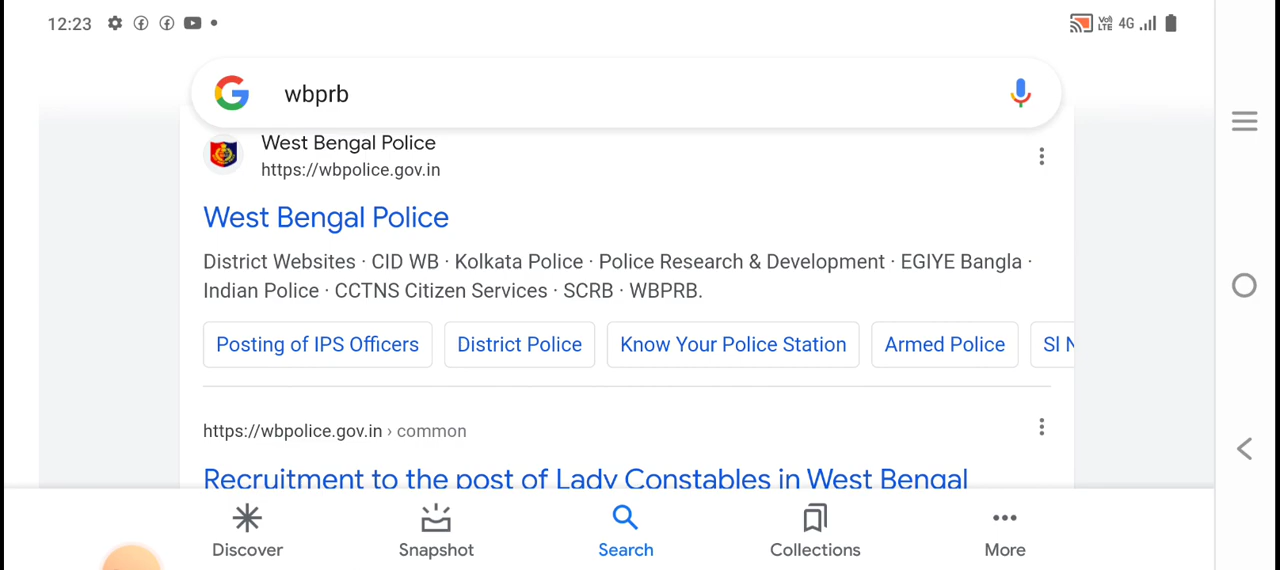 12:23
Vo) LTE 4G
wbprb
West Bengal Police
https://wbpolice.gov.in
West Bengal Police
District Websites · CID WB · Kolkata Police · Police Research & Development · EGIYE Bangla ·
Indian Police · CCTNS Citizen Services · SCRB · WBPRB.
Posting of IPS Officers District Police Know Your Police Station Armed Police SI
https://wbpolice.gov.in › common
Recruitment to the post of Lady Constables in West Bengal
Discover Snapshot Search Collections More